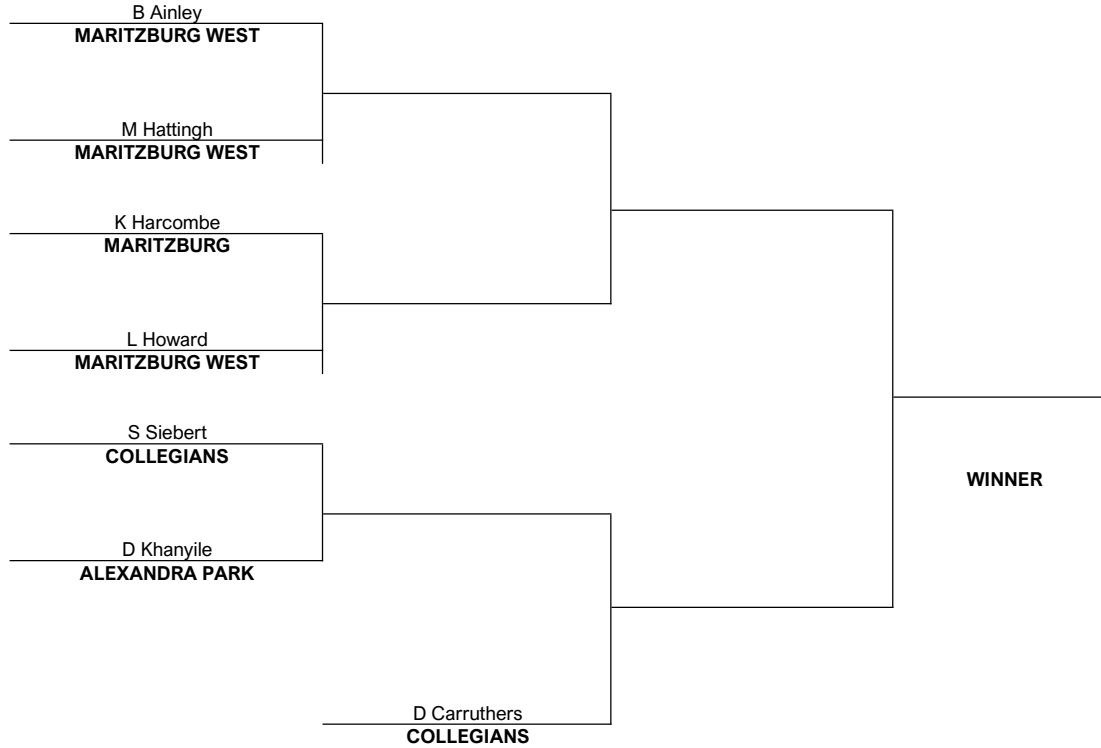 B Ainley
MARITZBURG WEST
M Hattingh
MARITZBURG WEST
K Harcombe
MARITZBURG
L Howard
MARITZBURG WEST
S Siebert
COLLEGIANS
WINNER
D Khanyile
ALEXANDRA PARK
D Carruthers
COLLEGIANS